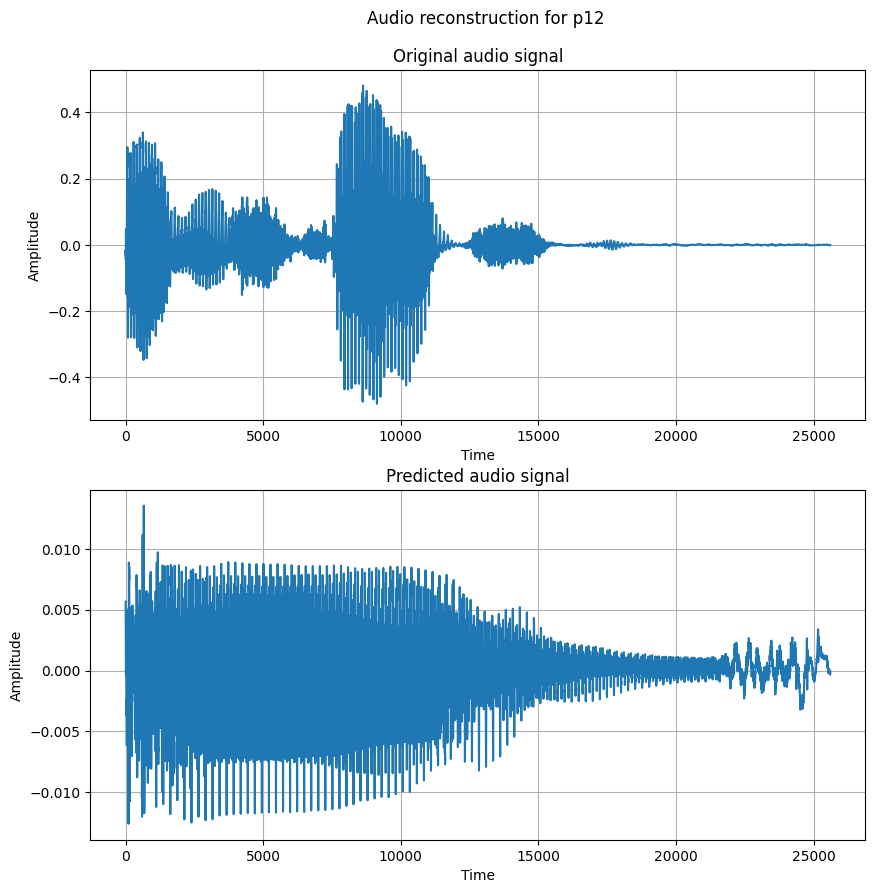 Audio reconstruction for p12
Original audio signal
0.4
0.2
0.0
−0.2
−0.4
Amplitude
0 5000 10000 15000 20000 25000
Time
Predicted audio signal
0.010
0.005
0.000
−0.005
−0.010
Amplitude
0 5000 10000 15000 20000 25000
Time